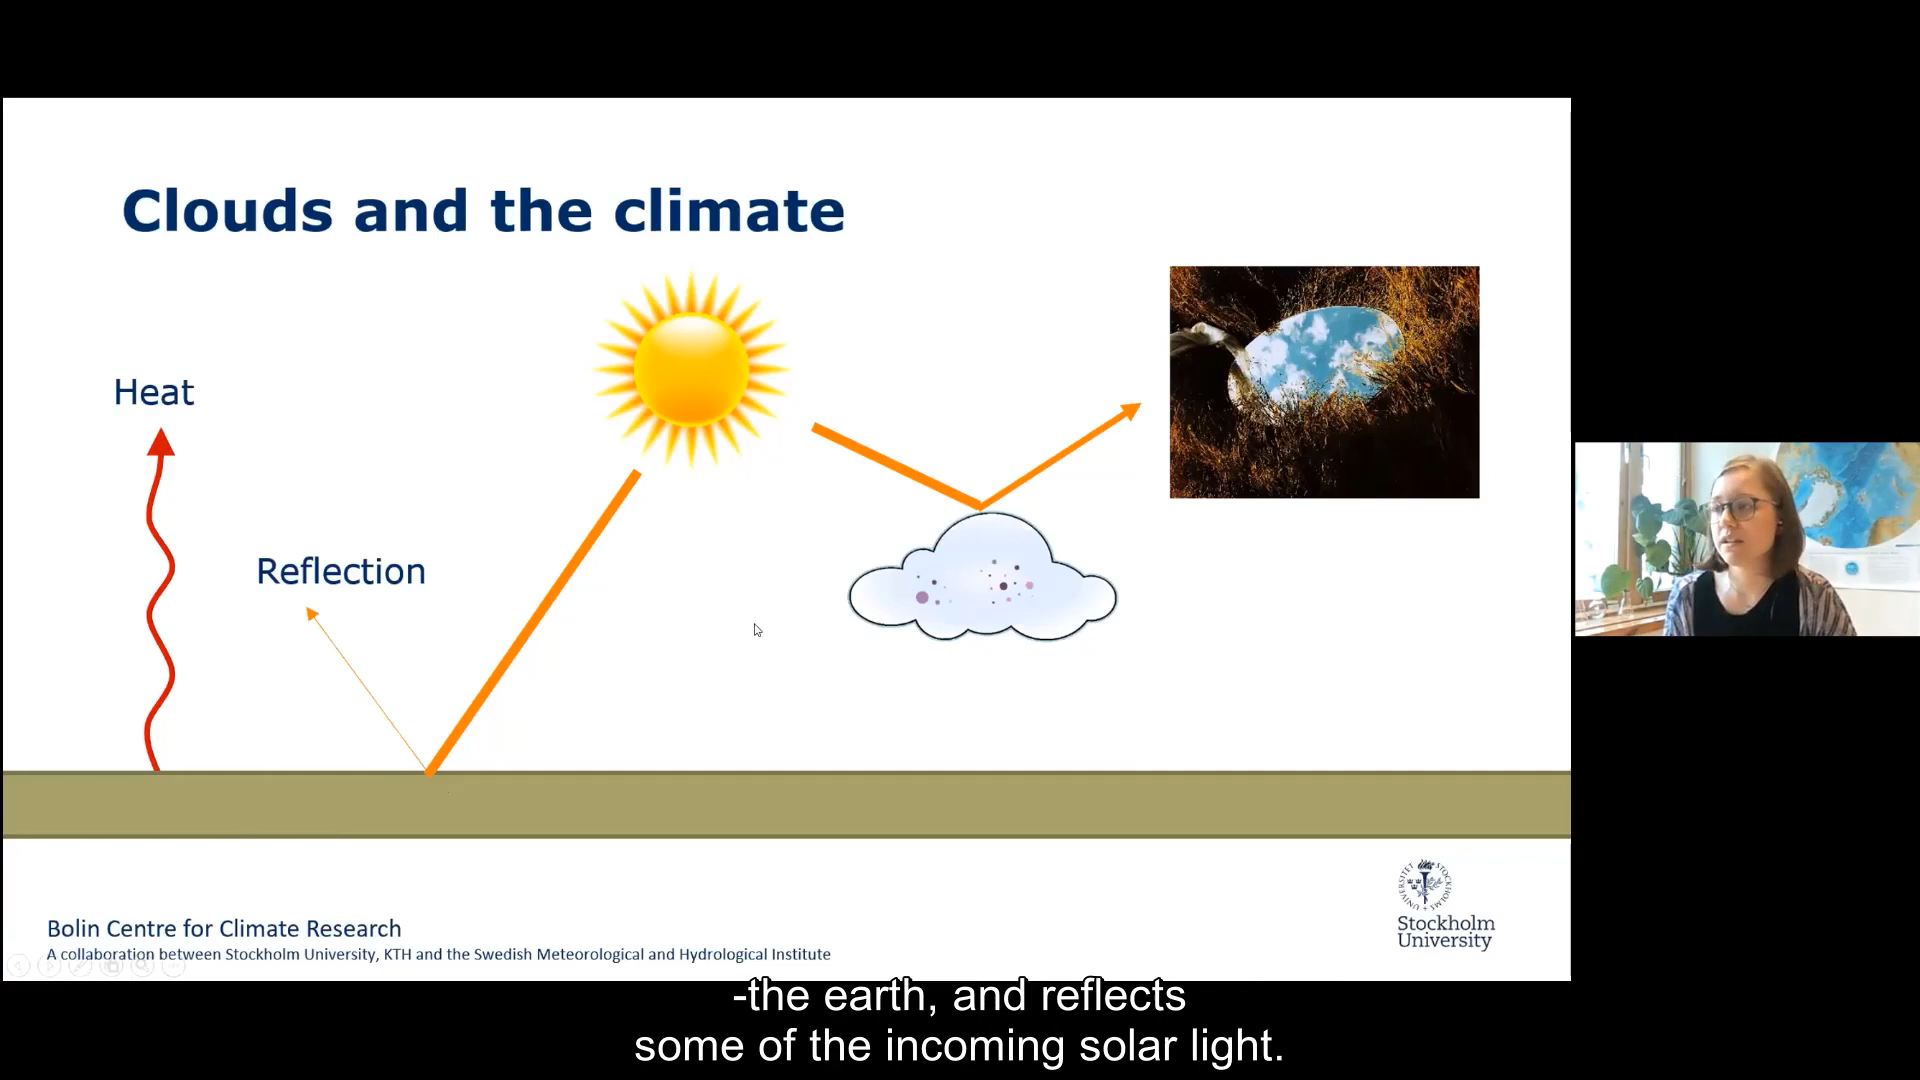 Clouds and the climate
Heat
Reflection
Bolin Centre for Climate Research
A collaboration between Stockholm University, KTH and the Swedish Meteorological and Hydrological Institute
Stockholm
University
-the earth, and reflects
some of the incoming solar light.